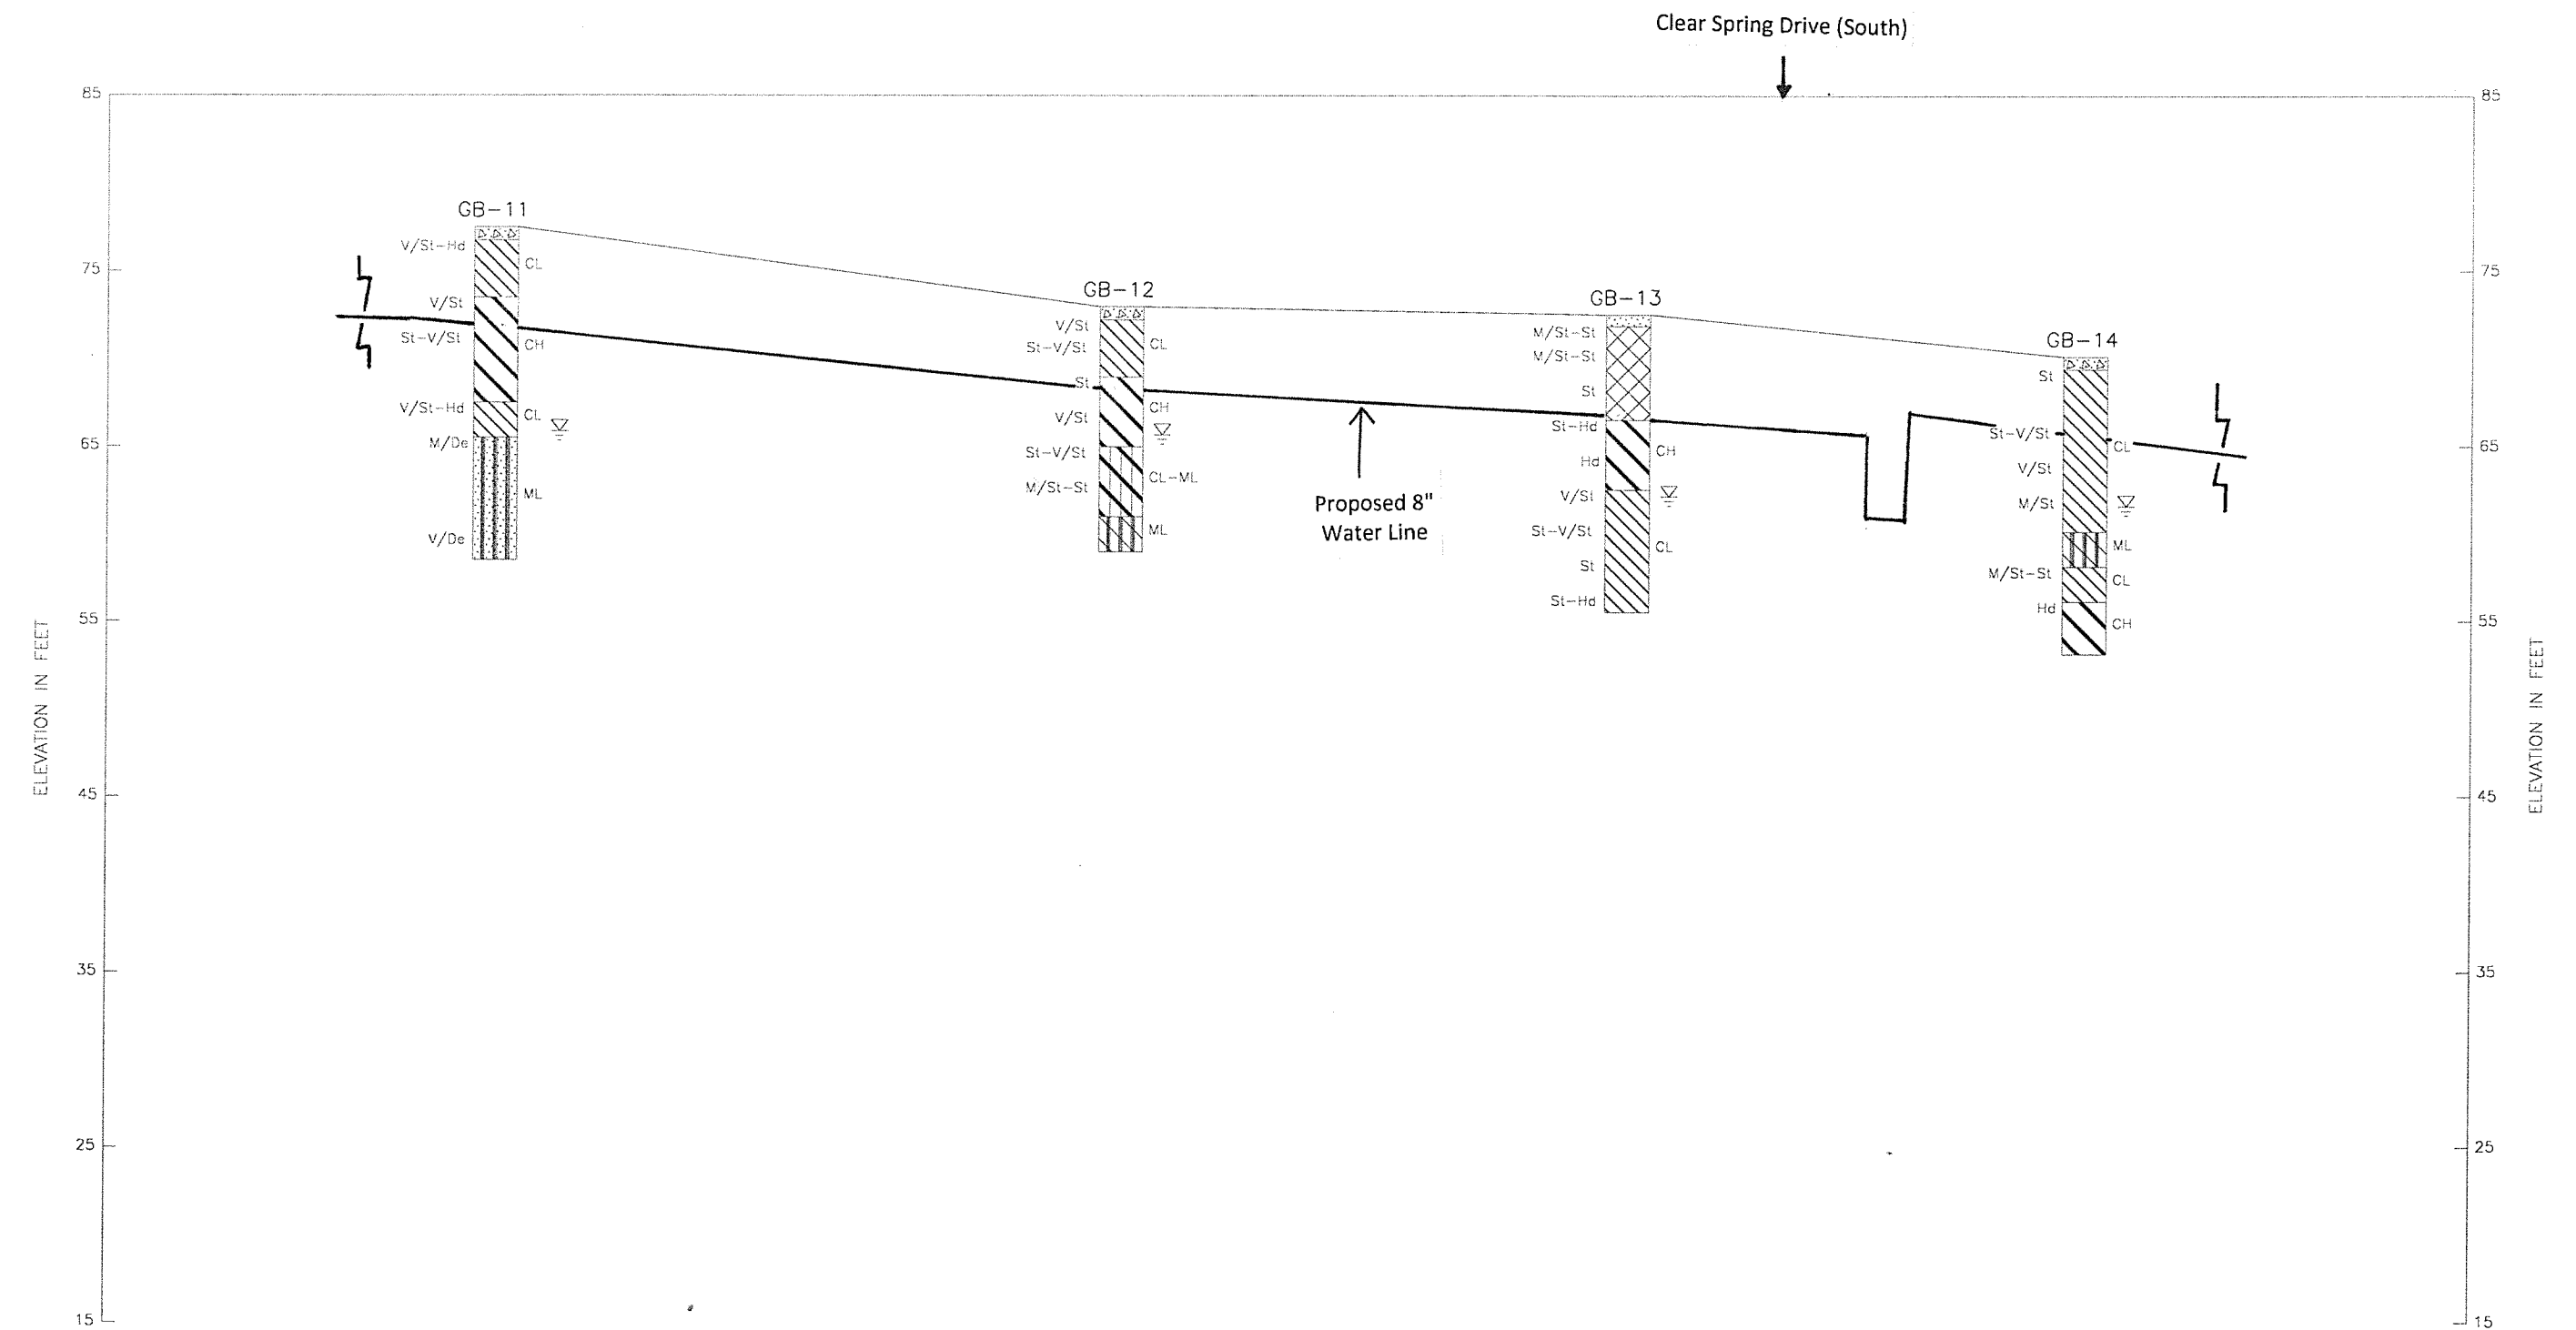 Clear Spring Drive (South)
85
85
GB-11
V/St-Hd
CL
75
75
GB-12
GB-13
V/St
V/St
M/St-St
St-V/St
CH
St-V/St
CL
M/St-St
GB-14
St
St
St
V/St-Hd
CL
V/St
CH
St-Hd
St-V/St
M/De
65
St-V/St
CH
CL
65
Hd
V/St
ML
M/St-St
CL-ML
V/St
M/St
Proposed 8"
Water Line
V/De
ML
St-V/St
CL
ML
St
M/St-St
CL
St-Hd
Hd
CH
55
55
ELEVATION IN FEET
ELEVATION IN FEET
45
45
35
35
25
25
15
15